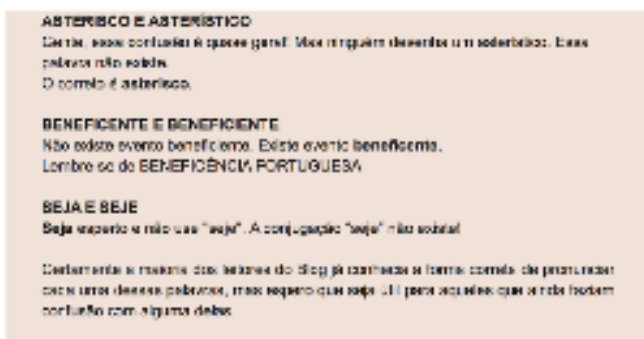 ASTERISCO E ASTERÍSTICO
Gente, essa confusão é quase geral! Mas ninguém desenha um asterístico. Essa
palavra não existe.
O correto é asterisco.
BENEFICENTE E BENEFICIENTE
Não existe evento beneficiente. Existe evento beneficente.
Lembre-se de BENEFICÊNCIA PORTUGUESA
SEJA E SEJE
Seja esperto e não use "seje". A conjugação "seje" não existe!
Certamente a maioria dos leitores do Blog já conhecia a forma correta de pronunciar
cada uma dessas palavras, mas espero que seja útil para aqueles que ainda faziam
confusão com alguma delas.